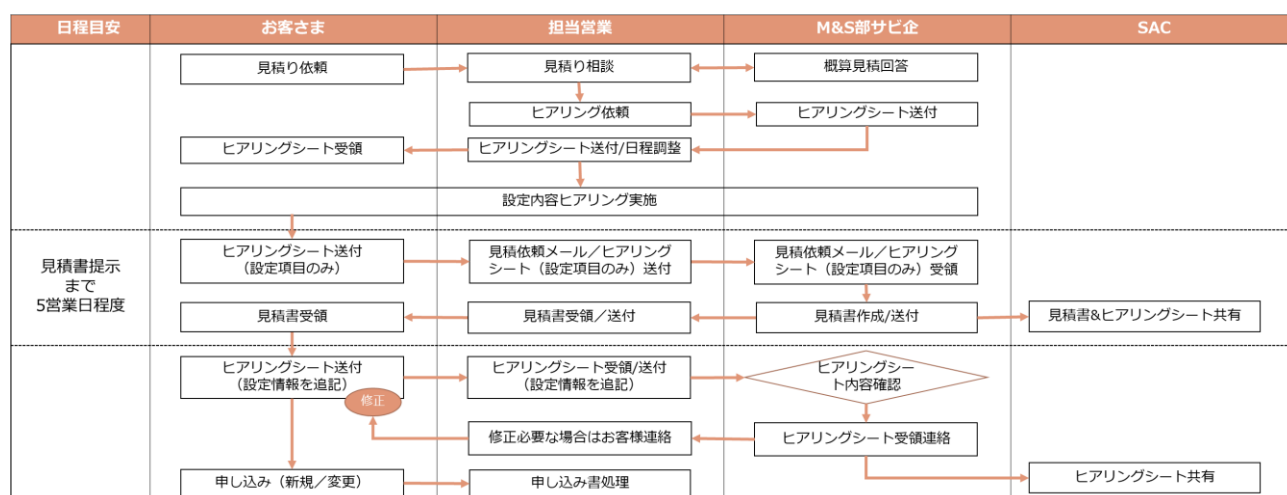 日程目安
お客さま
担当営業
M&S部サビ企
SAC
見積り依頼
見積り相談
概算見積回答
ヒアリング依頼
ヒアリングシート送付
ヒアリングシート受領
ヒアリングシート送付/日程調整
設定内容ヒアリング実施
見積書提示
まで
5営業日程度
ヒアリングシート送付
（設定項目のみ）
見積依頼メール／ヒアリング
シート（設定項目のみ）送付
見積依頼メール／ヒアリング
シート（設定項目のみ）受領
見積書受領
見積書受領／送付
見積書作成/送付
見積書&ヒアリングシート共有
ヒアリングシート送付
（設定情報を追記）
ヒアリングシート受領/送付
（設定情報を追記）
ヒアリングシー
ト内容確認
修正
修正必要な場合はお客様連絡
ヒアリングシート受領連絡
申し込み（新規／変更）
申し込み書処理
ヒアリングシート共有